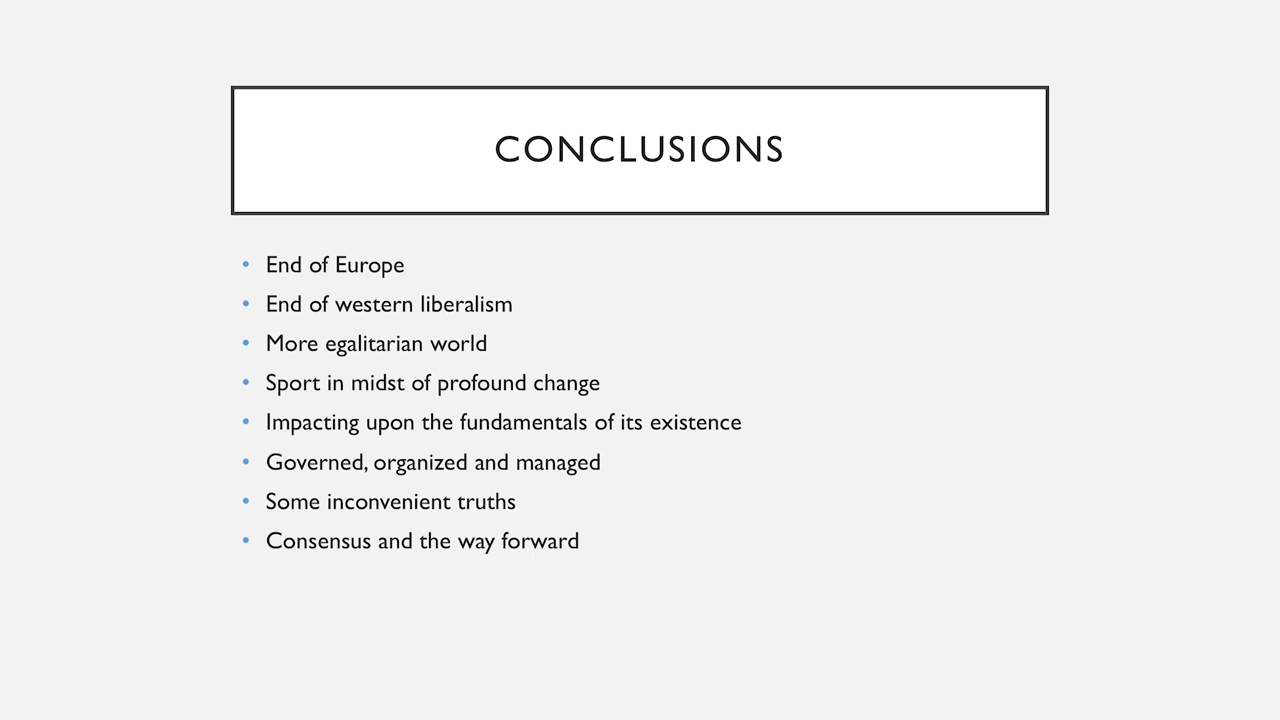 CONCLUSIONS
• End of Europe
• End of western liberalism
• More egalitarian world
• Sport in midst of profound change
• Impacting upon the fundamentals of its existence
• Governed, organized and managed
• Some inconvenient truths
• Consensus and the way forward